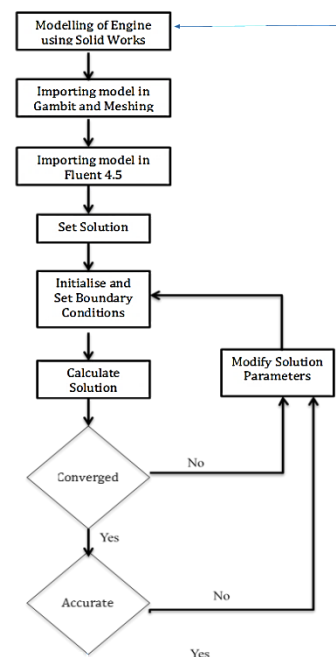 Modelling of Engine
using Solid Works
Importing model in
Gambit and Meshing
Importing model in
Fluent 4.5
Set Solution
Initialise and
Set Boundary
Conditions
Calculate
Solution
Modify Solution
Parameters
Converged
No
Yes
Accurate
No
Yes